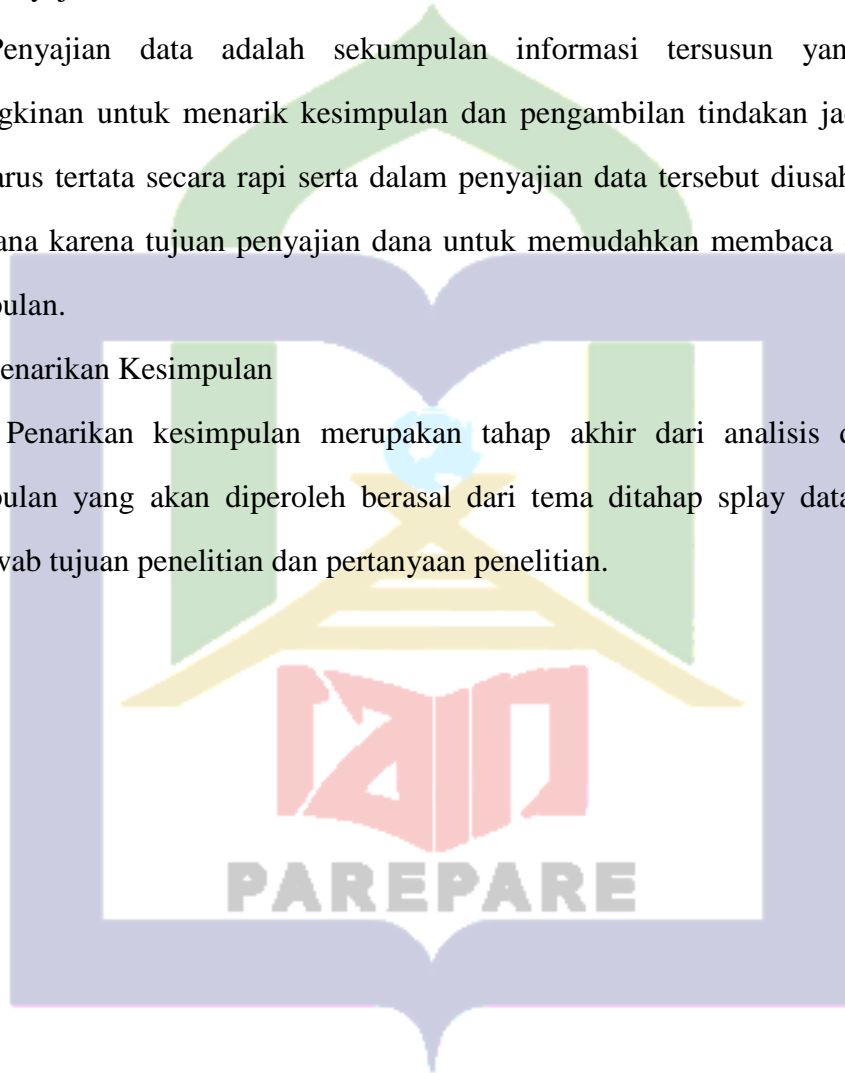 Penyajian data adalah sekumpulan informasi tersusun yan
gkinan untuk menarik kesimpulan dan pengambilan tindakan ja
arus tertata secara rapi serta dalam penyajian data tersebut diusah
ana karena tujuan penyajian dana untuk memudahkan membaca
ulan.
enarikan Kesimpulan
Penarikan kesimpulan merupakan tahap akhir dari analisis
pulan yang akan diperoleh berasal dari tema ditahap splay data
wab tujuan penelitian dan pertanyaan penelitian.
iain
PAREPARE